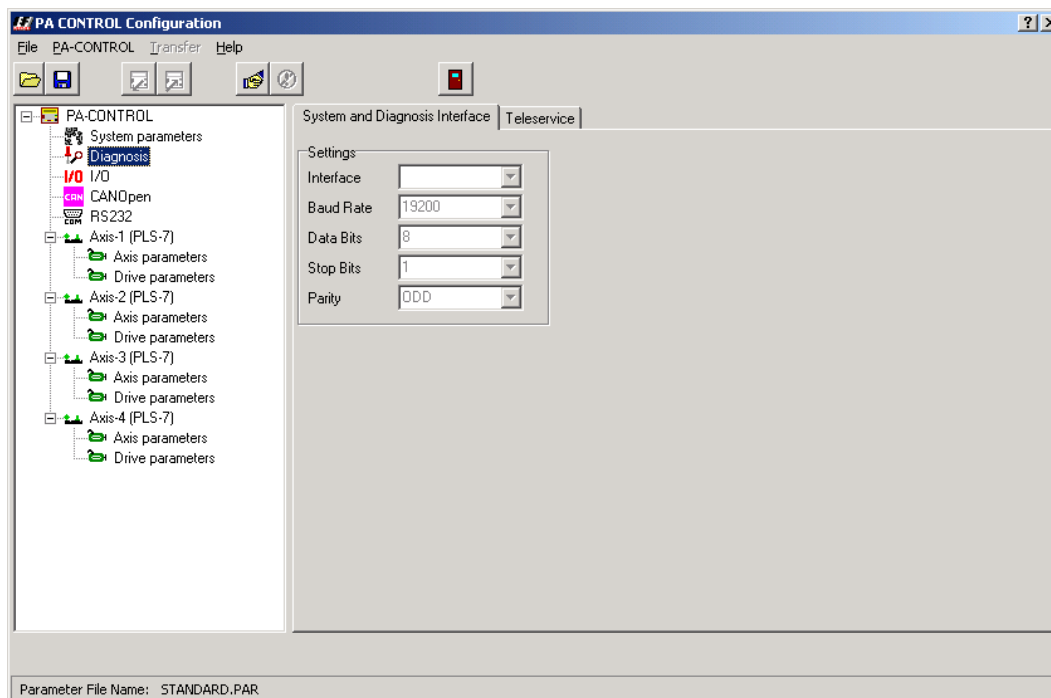 PA CONTROL Configuration
File PA-CONTROL Transfer Help
PA-CONTROL
System parameters
Diagnosis
I/O I/O
CAN CANOpen
COM RS232
Axis-1 (PLS-7)
Axis parameters
Drive parameters
Axis-2 (PLS-7)
Axis parameters
Drive parameters
Axis-3 (PLS-7)
Axis parameters
Drive parameters
Axis-4 (PLS-7)
Axis parameters
Drive parameters
System and Diagnosis Interface Teleservice
Settings
Interface
Baud Rate 19200
Data Bits 8
Stop Bits 1
Parity ODD
Parameter File Name: STANDARD.PAR